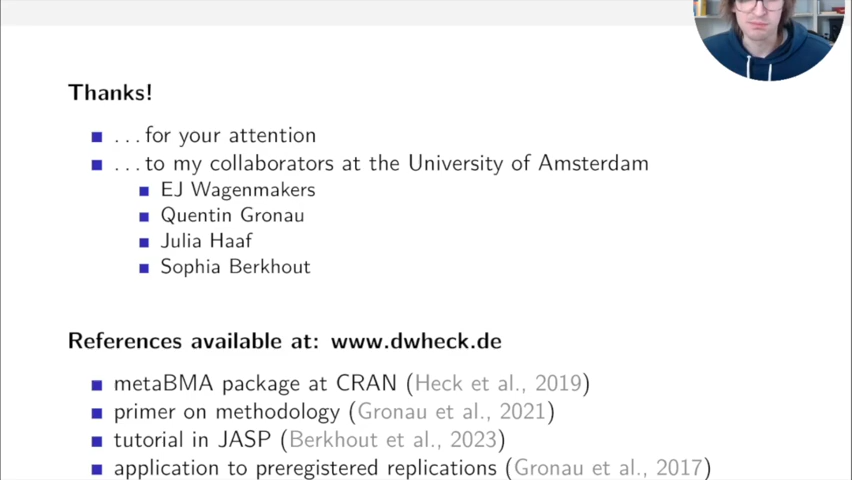 Thanks!
...for your attention
...to my collaborators at the University of Amsterdam
EJ Wagenmakers
Quentin Gronau
Julia Haaf
Sophia Berkhout
References available at: www.dwheck.de
metaBMA package at CRAN (Heck et al., 2019)
primer on methodology (Gronau et al., 2021)
tutorial in JASP (Berkhout et al., 2023)
application to preregistered replications (Gronau et al., 2017)